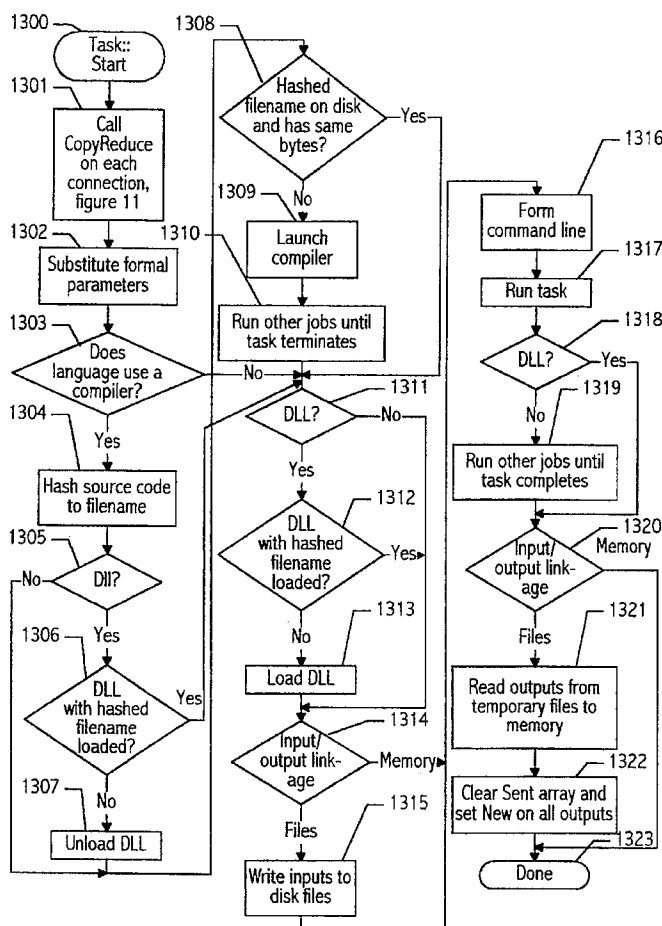 1300
Task::
Start
1301
Call
CopyReduce
on each
connection,
figure 11
1302
Substitute formal
parameters
1303
Does
language use a
compiler?
No
Yes
1304
Hash source code
to filename
1305
Dll?
No
Yes
1306
DLL
with hashed
filename
loaded?
Yes
No
1307
Unload DLL
1308
Hashed
filename on disk
and has same
bytes?
Yes
No
1309
Launch
compiler
1310
Run other jobs until
task terminates
1311
DLL?
No
Yes
1312
DLL
with hashed
filename
loaded?
Yes
No
1313
Load DLL
1314
Input/
output link-
age
Memory
Files
1315
Write inputs to
disk files
1316
Form
command line
1317
Run task
1318
DLL?
Yes
No
1319
Run other jobs until
task completes
1320
Input/
output link-
age
Memory
Files
1321
Read outputs from
temporary files to
memory
1322
Clear Sent array and
set New on all outputs
1323
Done